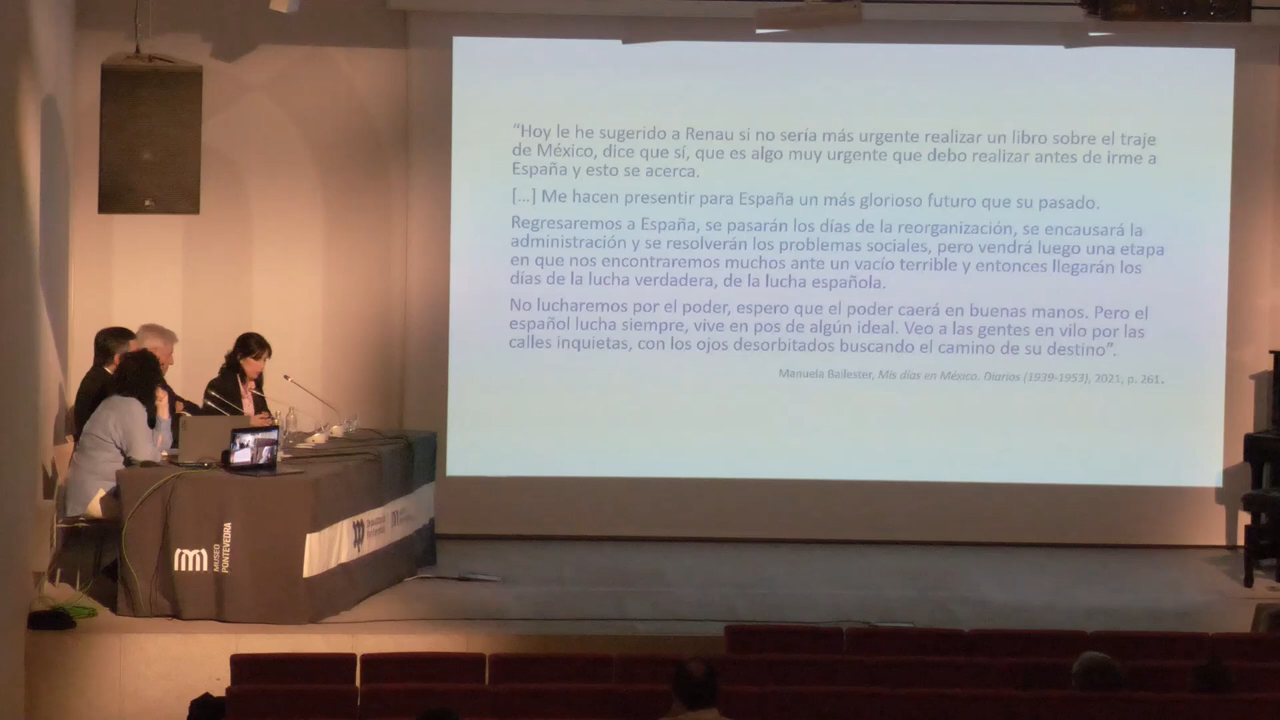 “Hoy le he sugerido a Renau si no sería más urgente realizar un libro sobre el traje
de México, dice que sí, que es algo muy urgente que debo realizar antes de irme a
España y esto se acerca.
[...] Me hacen presentir para España un más glorioso futuro que su pasado.
Regresaremos a España, se pasarán los días de la reorganización, se encausará la
administración y se resolverán los problemas sociales, pero vendrá luego una etapa
en que nos encontraremos muchos ante un vacío terrible y entonces llegarán los
días de la lucha verdadera, de la lucha española.
No lucharemos por el poder, espero que el poder caerá en buenas manos. Pero el
español lucha siempre, vive en pos de algún ideal. Veo a las gentes en vilo por las
calles inquietas, con los ojos desorbitados buscando el camino de su destino”.
Manuela Ballester, Mis días en México. Diarios (1939-1953), 2021, p. 261.
MUSEO
PONTEVEDRA